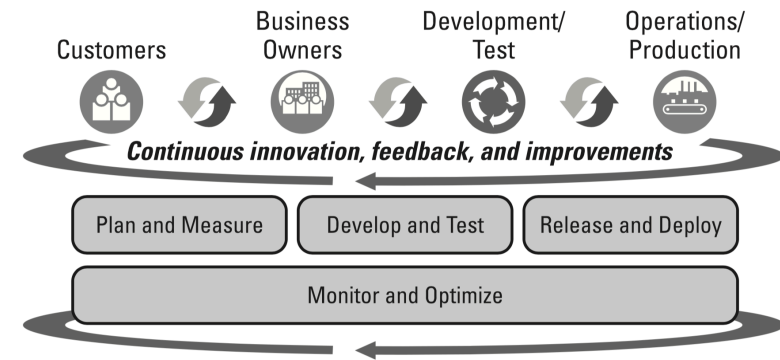 Customers
Business
Owners
Development/
Test
Operations/
Production
Continuous innovation, feedback, and improvements
Plan and Measure
Develop and Test
Release and Deploy
Monitor and Optimize